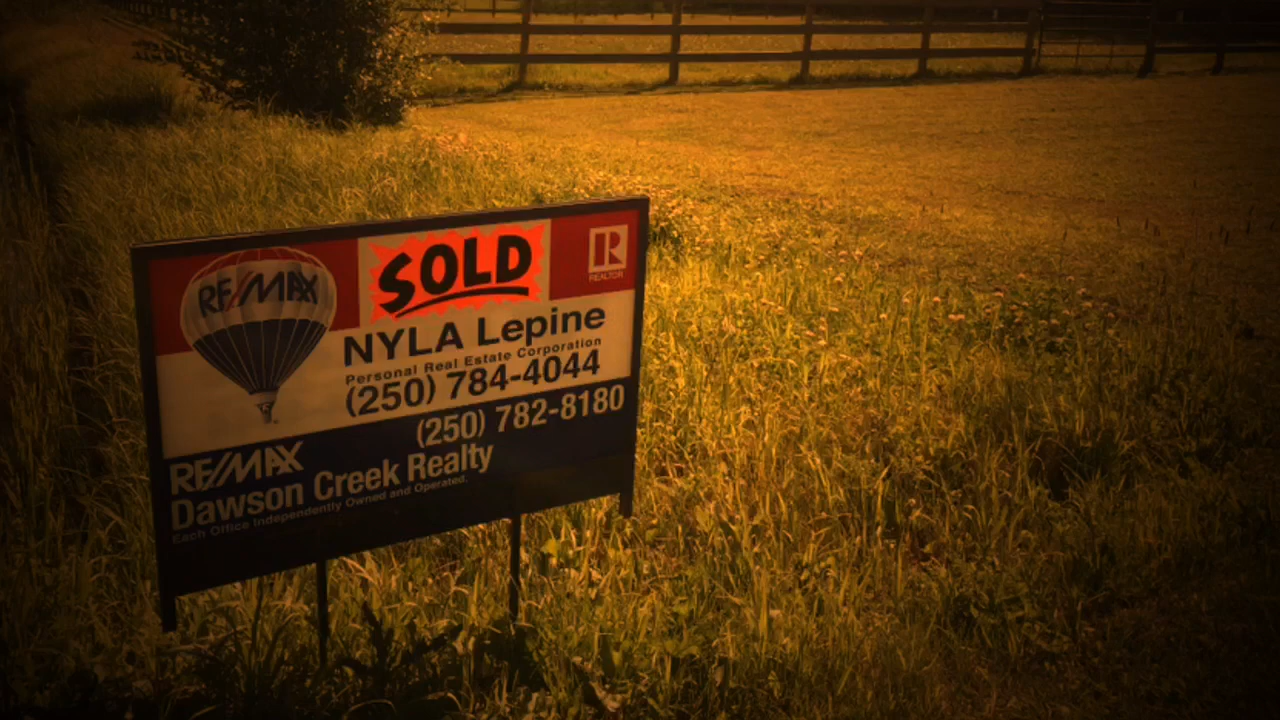 RE/MAX
SOLD
R
REALTOR
NYLA Lepine
Personal Real Estate Corporation
(250) 784-4044
(250) 782-8180
RE/MAX
Dawson Creek Realty
Each Office Independently Owned and Operated.